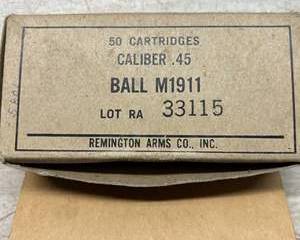 50 CARTRIDGES
CALIBER .45
BALL M1911
LOT RA 33115
REMINGTON ARMS CO., INC.